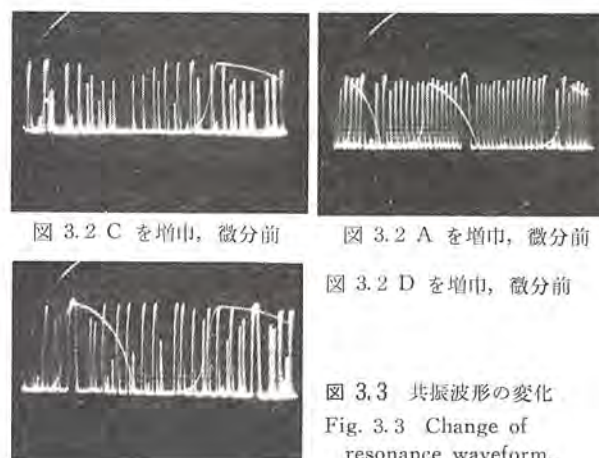 図 3.2 C を増巾，微分前
図 3.2 A を増巾，微分前
図 3.2 D を増巾，微分前
図 3.3 共振波形の変化
Fig. 3.3 Change of
resonance waveform